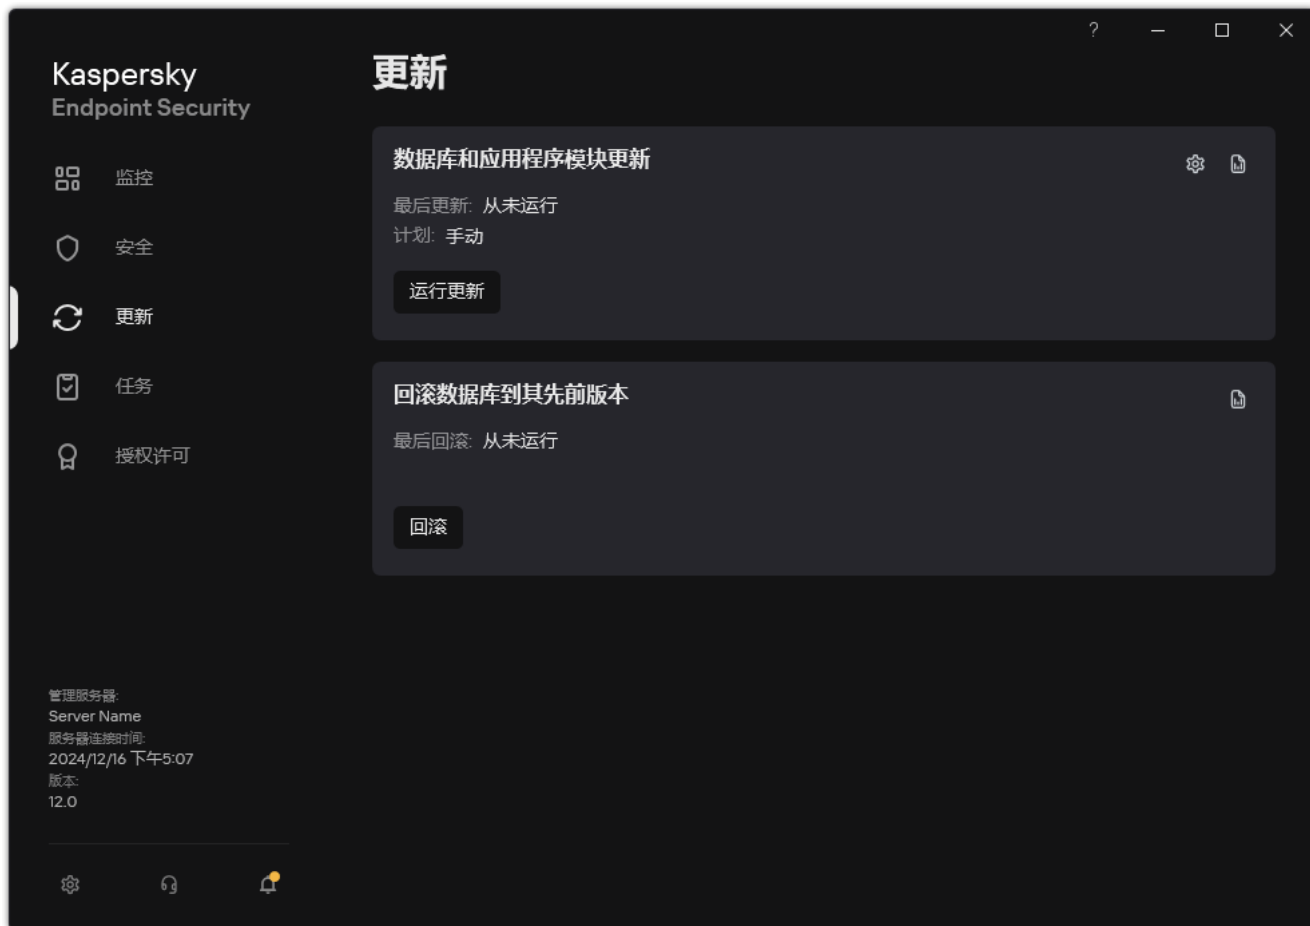 ?
Kaspersky
Endpoint Security
监控
安全
更新
任务
授权许可
管理服务器:
Server Name
服务器连接时间:
2024/12/16 下午5:07
版本:
12.0
更新
数据库和应用程序模块更新
最后更新: 从未运行
计划: 手动
运行更新
回滚数据库到其先前版本
最后回滚: 从未运行
回滚